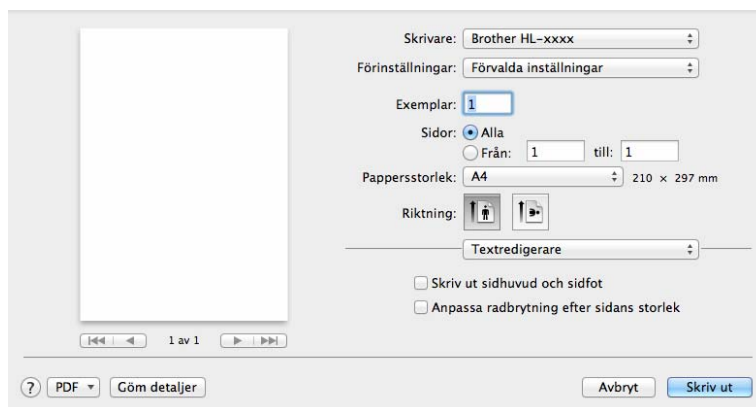 Skrivare: Brother HL-xxxx
Förinställningar: Förvalda inställningar
Exemplar: 1
Sidor: Alla
Från: 1 till: 1
Pappersstorlek: A4 210 × 297 mm
Riktning:
Textredigerare
Skriv ut sidhuvud och sidfot
Anpassa radbrytning efter sidans storlek
1 av 1
? PDF Göm detaljer Avbryt Skriv ut